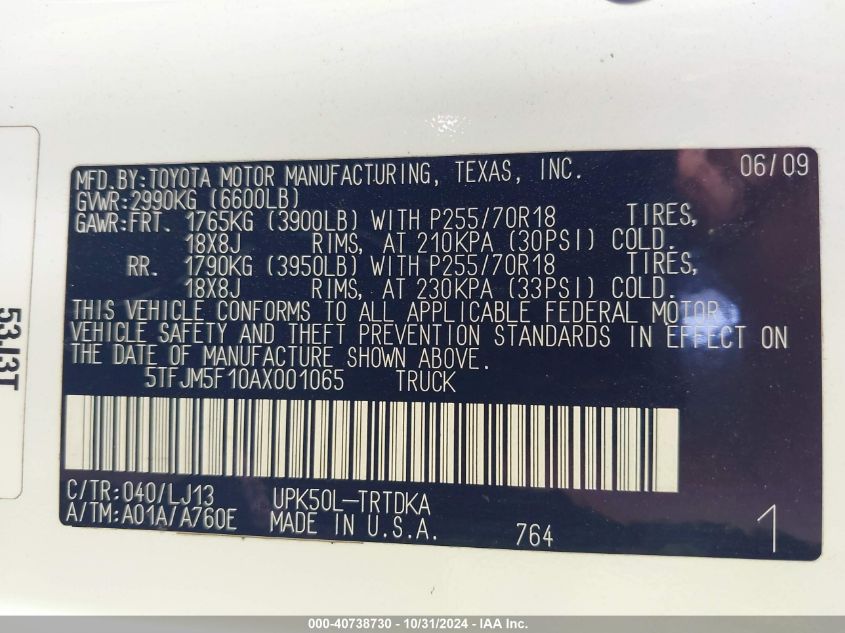 MFD.BY:TOYOTA MOTOR MANUFACTURING, TEXAS, INC. 06/09
GVWR:2990KG (6600LB)
GAWR:FRT. 1765KG (3900LB) WITH P255/70R18 TIRES,
18X8J RIMS, AT 210KPA (30PSI) COLD.
RR. 1790KG (3950LB) WITH P255/70R18 TIRES,
18X8J RIMS, AT 230KPA (33PSI) COLD.
THIS VEHICLE CONFORMS TO ALL APPLICABLE FEDERAL MOTOR
VEHICLE SAFETY AND THEFT PREVENTION STANDARDS IN EFFECT ON
THE DATE OF MANUFACTURE SHOWN ABOVE.
5TFJM5F10AX001065 TRUCK
C/TR:040/LJ13 UPK50L-TRTDKA
A/TM:A01A/A760E MADE IN U.S.A. 764 1
53J3T
000-40738730 - 10/31/2024 - IAA Inc.